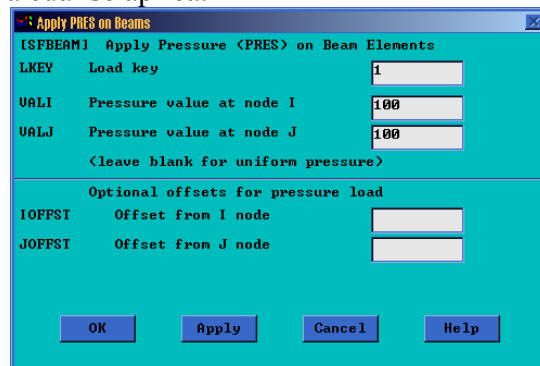 Apply PRES on Beams
[SFBEAM] Apply Pressure (PRES) on Beam Elements
LKEY Load key 1
VALI Pressure value at node I 100
VALJ Pressure value at node J 100
(leave blank for uniform pressure)
Optional offsets for pressure load
IOFFST Offset from I node
JOFFST Offset from J node
OK Apply Cancel Help